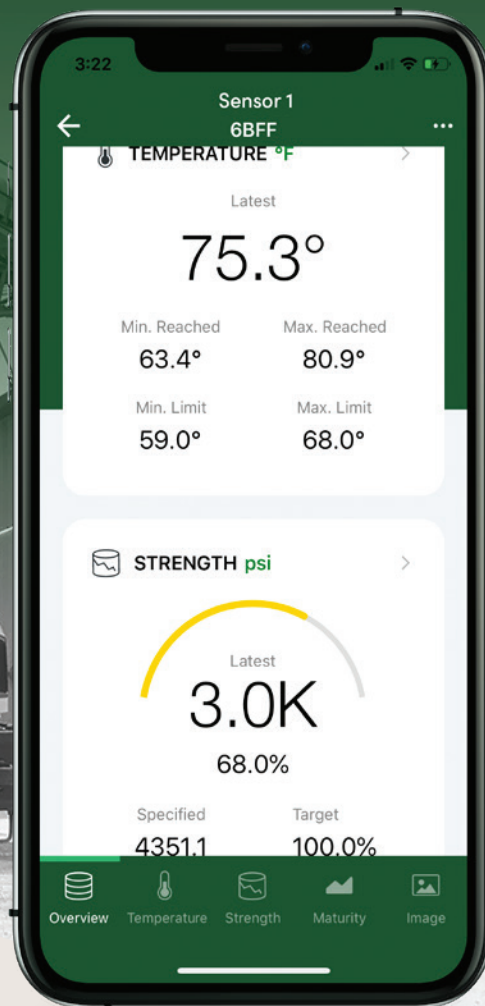 3:22
Sensor 1
6BFF
TEMPERATURE °F
Latest
75.3°
Min. Reached Max. Reached
63.4° 80.9°
Min. Limit Max. Limit
59.0° 68.0°
STRENGTH psi
Latest
3.0K
68.0%
Specified Target
4351.1 100.0%
Overview Temperature Strength Maturity Image